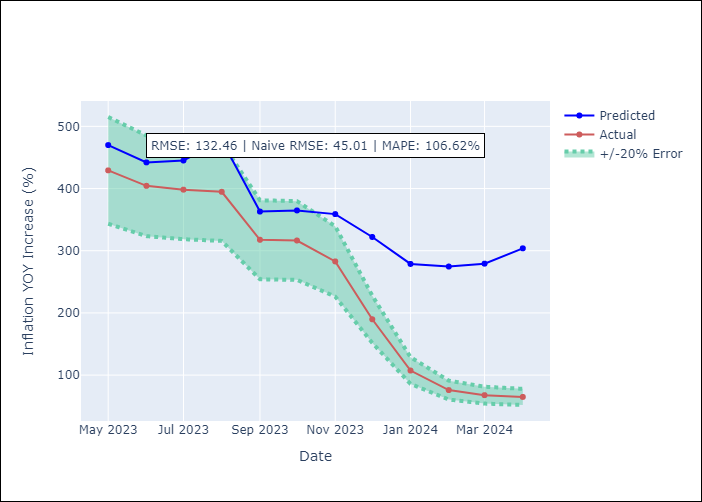 Predicted
Actual
+/-20% Error
RMSE: 132.46 | Naive RMSE: 45.01 | MAPE: 106.62%
Inflation YOY Increase (%)
500
400
300
200
100
May 2023 Jul 2023 Sep 2023 Nov 2023 Jan 2024 Mar 2024
Date